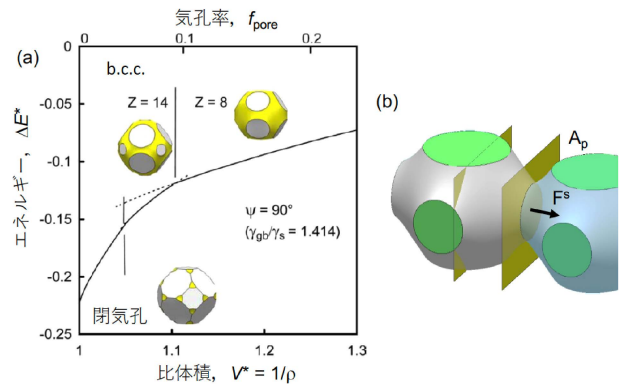 気孔率, f_pore
0 0.1 0.2
(a)
0
b.c.c.
Z = 14 Z = 8
-0.05
-0.1
-0.15
-0.2
-0.25
エネルギー, ΔE*
ψ = 90°
(γ_gb/γ_s = 1.414)
閉気孔
1 1.1 1.2 1.3
比体積, V* = 1/ρ
(b)
A_p
F^s